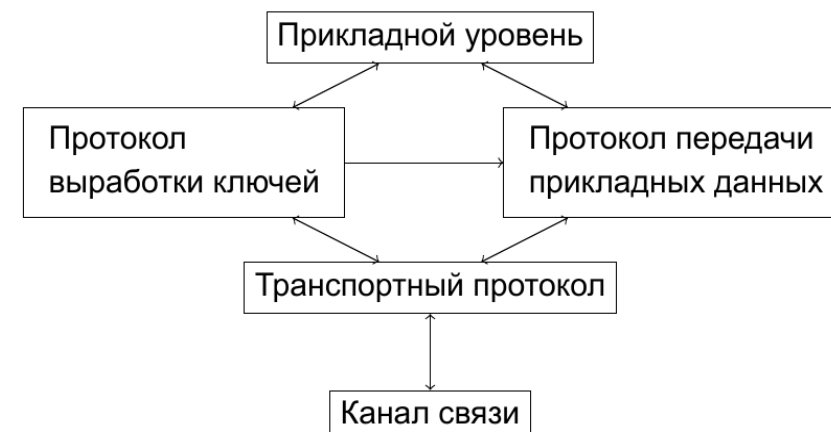 Прикладной уровень
Протокол
выработки ключей
Протокол передачи
прикладных данных
Транспортный протокол
Канал связи